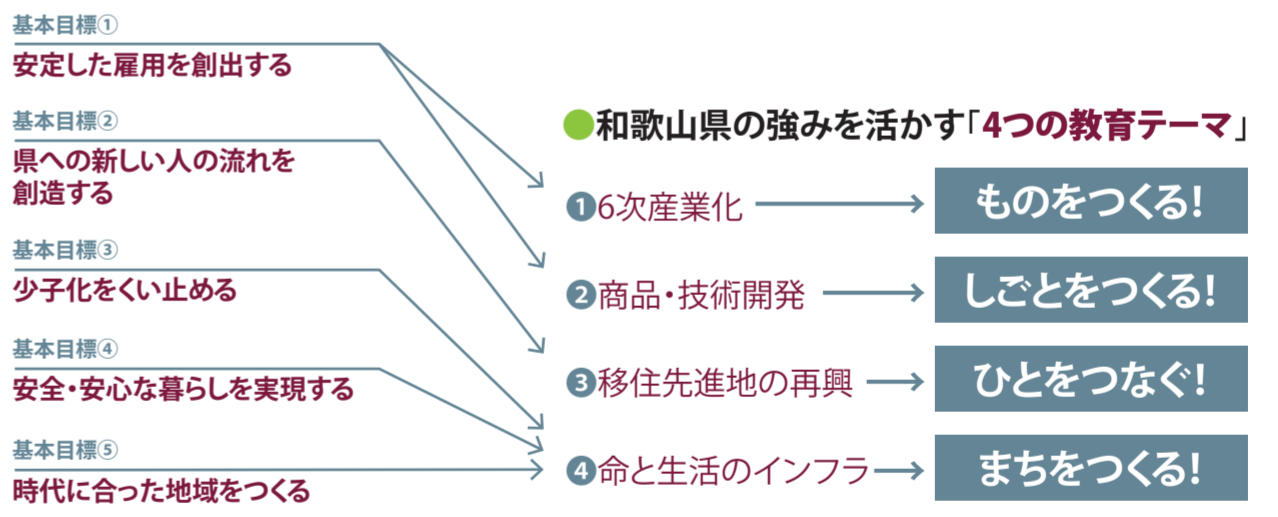 基本目標①
安定した雇用を創出する
基本目標②
県への新しい人の流れを
創造する
基本目標③
少子化をくい止める
基本目標④
安全・安心な暮らしを実現する
基本目標⑤
時代に合った地域をつくる
●和歌山県の強みを活かす「4つの教育テーマ」
❶6次産業化
ものをつくる!
❷商品・技術開発
しごとをつくる!
❸移住先進地の再興
ひとをつなぐ!
❹命と生活のインフラ
まちをつくる!